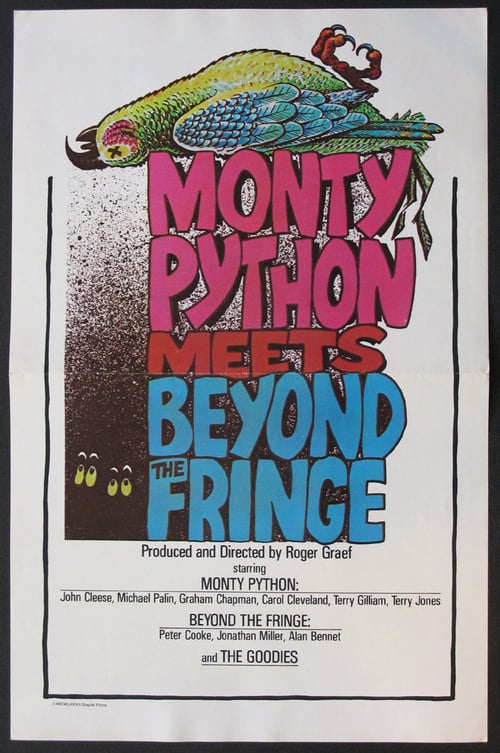 MONTY
PYTHON
MEETS
BEYOND
THE
FRINGE
Produced and Directed by Roger Graef
starring
MONTY PYTHON:
John Cleese, Michael Palin, Graham Chapman, Carol Cleveland, Terry Gilliam, Terry Jones
BEYOND THE FRINGE:
Peter Cooke, Jonathan Miller, Alan Bennet
and THE GOODIES
©MCMLXXVII Films